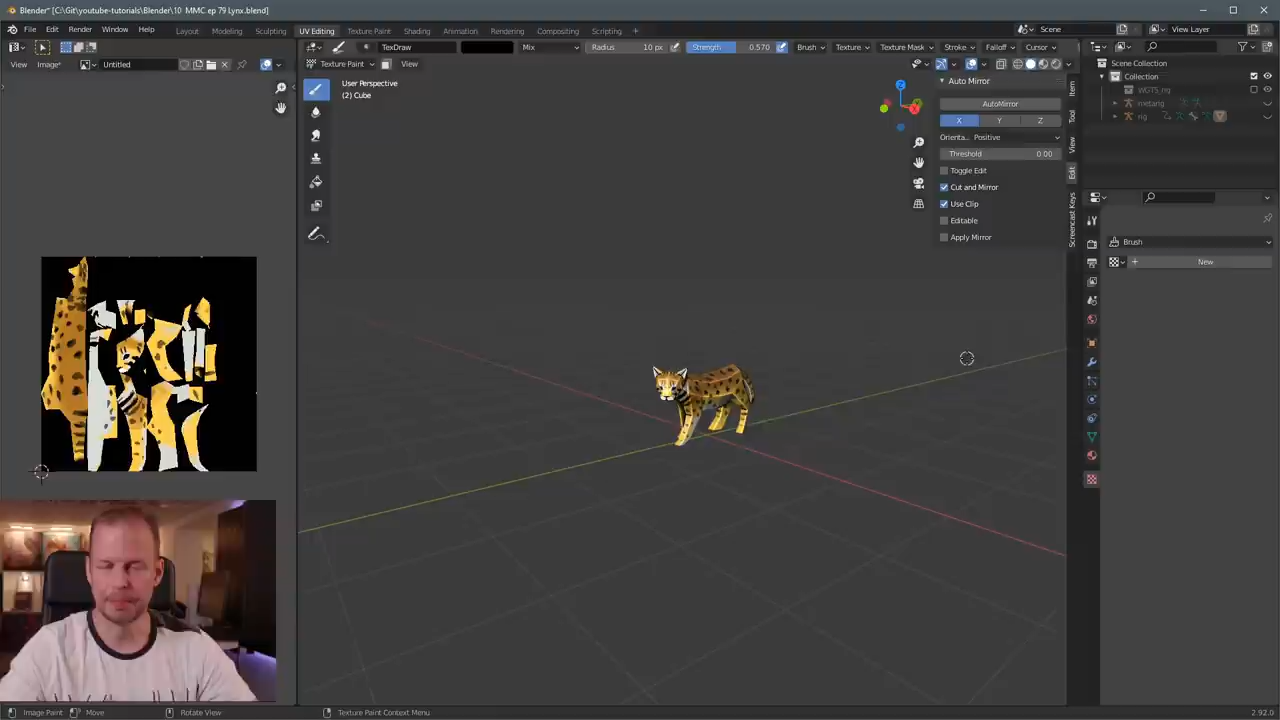 Blender* [C:\Git\youtube-tutorials\Blender\10 MMC ep 79 Lynx.blend]
File Edit Render Window Help Layout Modeling Sculpting UV Editing Texture Paint Shading Animation Rendering Compositing Scripting + Scene View Layer
TexDraw Mix Radius 10 px Strength 0.570 Brush Texture Texture Mask Stroke Falloff Cursor
View Image* Untitled Texture Paint View
User Perspective
(2) Cube
Auto Mirror
AutoMirror
X Y Z
Orienta... Positive
Threshold 0.00
Toggle Edit
Cut and Mirror
Use Clip
Editable
Apply Mirror
Item
Tool
View
Edit
Screencast Keys
Z
Scene Collection
Collection
WGTS_rig
metarig
rig
Brush
+ New
Image Paint Move Rotate View Texture Paint Context Menu 2.92.0